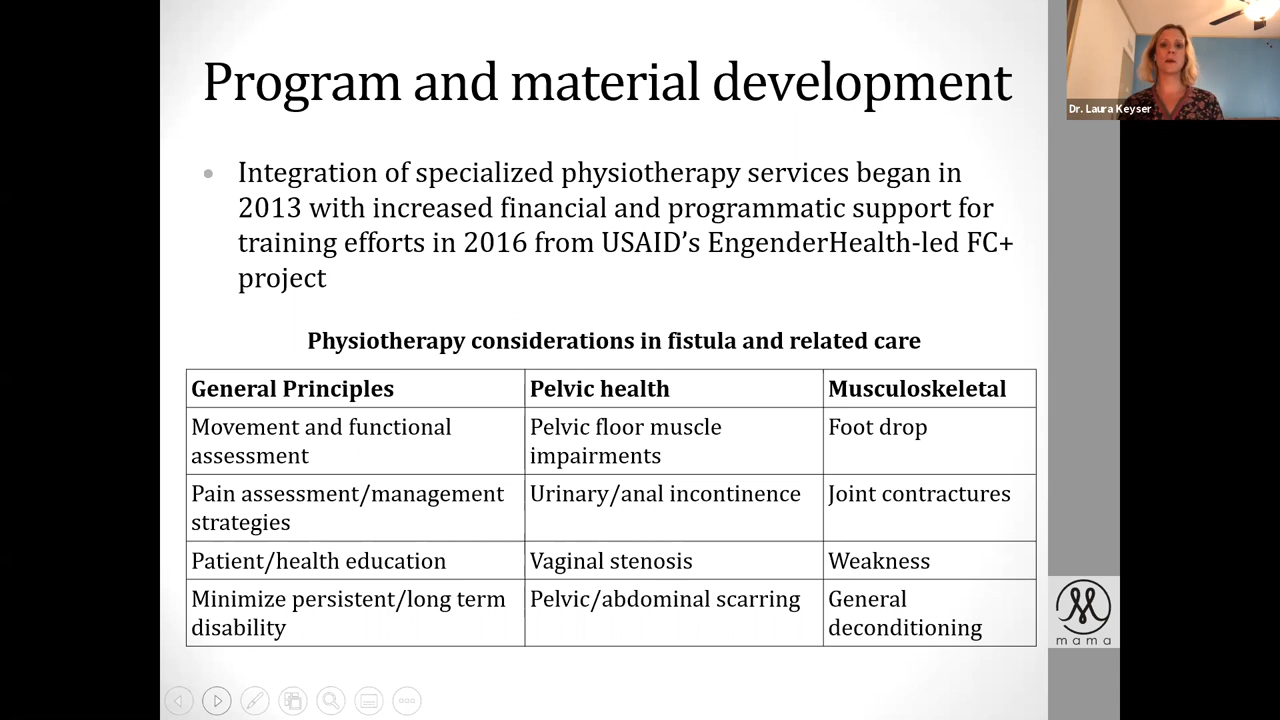 Program and material development
Dr. Laura Keyser
Integration of specialized physiotherapy services began in
2013 with increased financial and programmatic support for
training efforts in 2016 from USAID's EngenderHealth-led FC+
project
Physiotherapy considerations in fistula and related care
General Principles Pelvic health Musculoskeletal
Movement and functional assessment Pelvic floor muscle impairments Foot drop
Pain assessment/management strategies Urinary/anal incontinence Joint contractures
Patient/health education Vaginal stenosis Weakness
Minimize persistent/long term disability Pelvic/abdominal scarring General deconditioning
mama